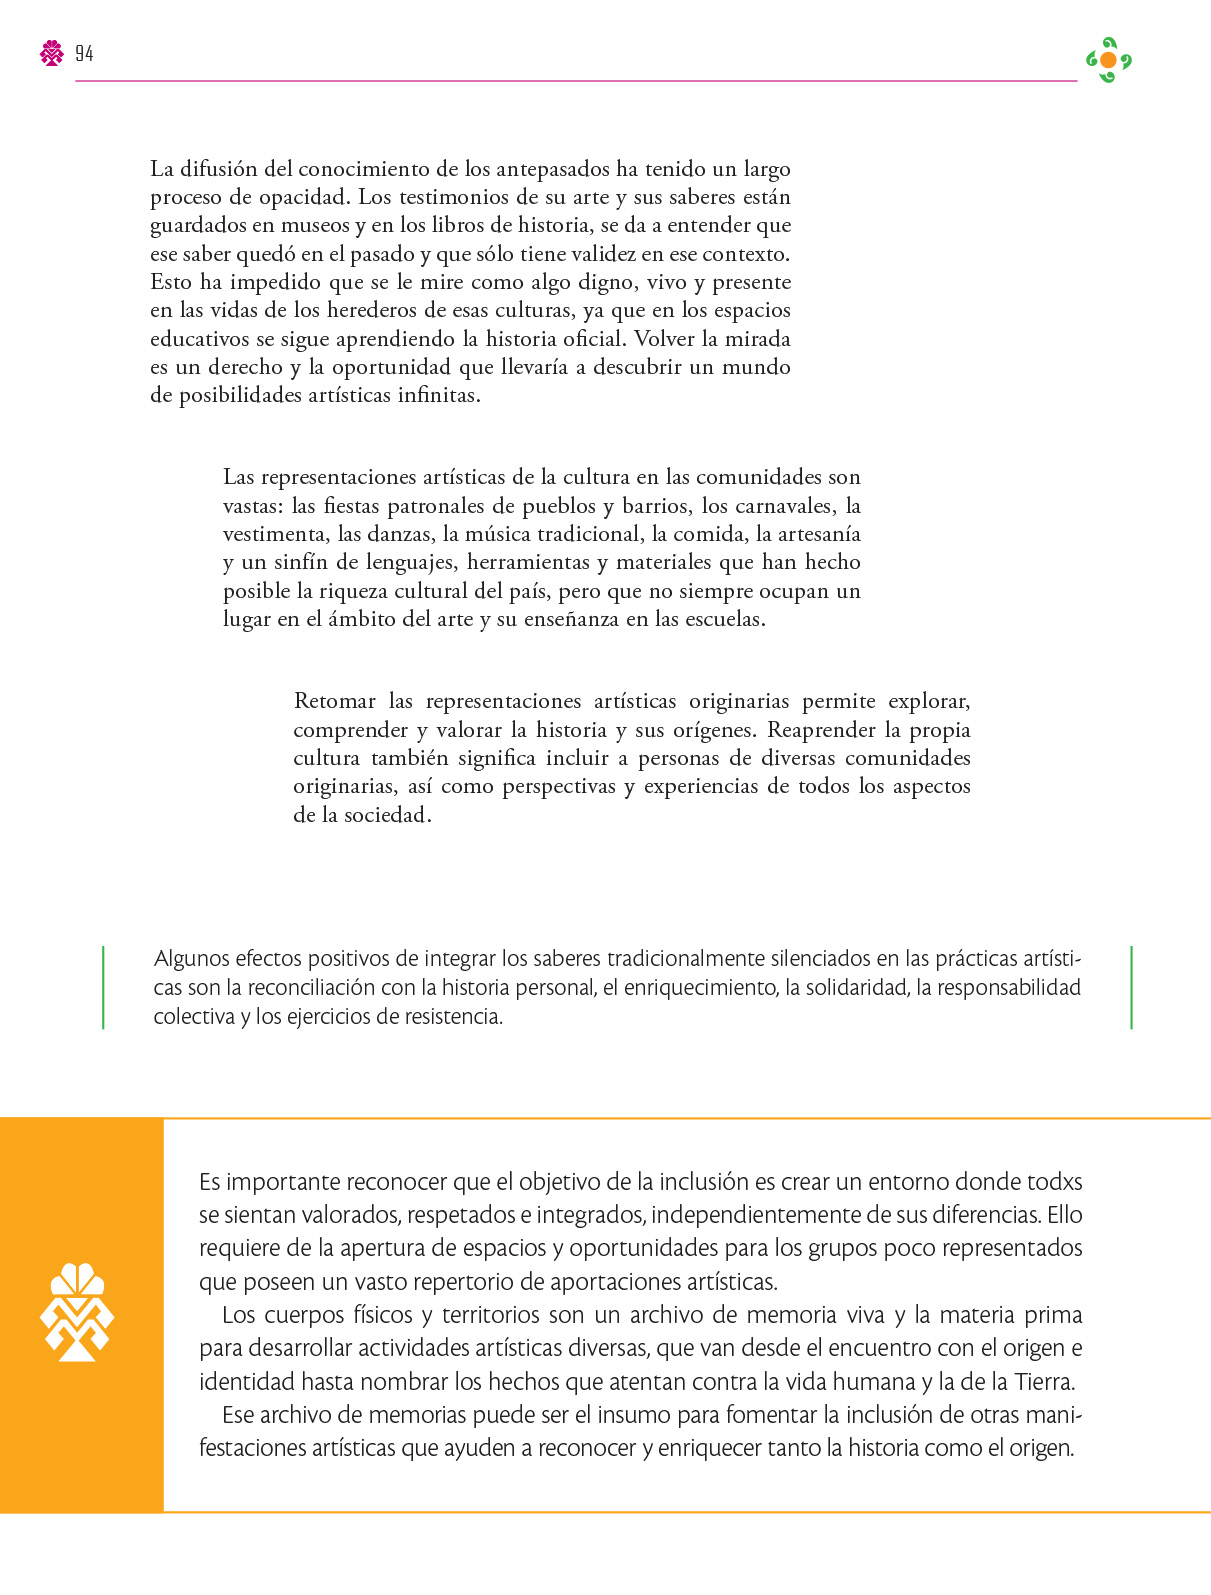 94
La difusión del conocimiento de los antepasados ha tenido un largo
proceso de opacidad. Los testimonios de su arte y sus saberes están
guardados en museos y en los libros de historia, se da a entender que
ese saber quedó en el pasado y que sólo tiene validez en ese contexto.
Esto ha impedido que se le mire como algo digno, vivo y presente
en las vidas de los herederos de esas culturas, ya que en los espacios
educativos se sigue aprendiendo la historia oficial. Volver la mirada
es un derecho y la oportunidad que llevaría a descubrir un mundo
de posibilidades artísticas infinitas.
Las representaciones artísticas de la cultura en las comunidades son
vastas: las fiestas patronales de pueblos y barrios, los carnavales, la
vestimenta, las danzas, la música tradicional, la comida, la artesanía
y un sinfín de lenguajes, herramientas y materiales que han hecho
posible la riqueza cultural del país, pero que no siempre ocupan un
lugar en el ámbito del arte y su enseñanza en las escuelas.
Retomar las representaciones artísticas originarias permite explorar,
comprender y valorar la historia y sus orígenes. Reaprender la propia
cultura también significa incluir a personas de diversas comunidades
originarias, así como perspectivas y experiencias de todos los aspectos
de la sociedad.
Algunos efectos positivos de integrar los saberes tradicionalmente silenciados en las prácticas artísti-
cas son la reconciliación con la historia personal, el enriquecimiento, la solidaridad, la responsabilidad
colectiva y los ejercicios de resistencia.
Es importante reconocer que el objetivo de la inclusión es crear un entorno donde todxs
se sientan valorados, respetados e integrados, independientemente de sus diferencias. Ello
requiere de la apertura de espacios y oportunidades para los grupos poco representados
que poseen un vasto repertorio de aportaciones artísticas.
Los cuerpos físicos y territorios son un archivo de memoria viva y la materia prima
para desarrollar actividades artísticas diversas, que van desde el encuentro con el origen e
identidad hasta nombrar los hechos que atentan contra la vida humana y la de la Tierra.
Ese archivo de memorias puede ser el insumo para fomentar la inclusión de otras mani-
festaciones artísticas que ayuden a reconocer y enriquecer tanto la historia como el origen.